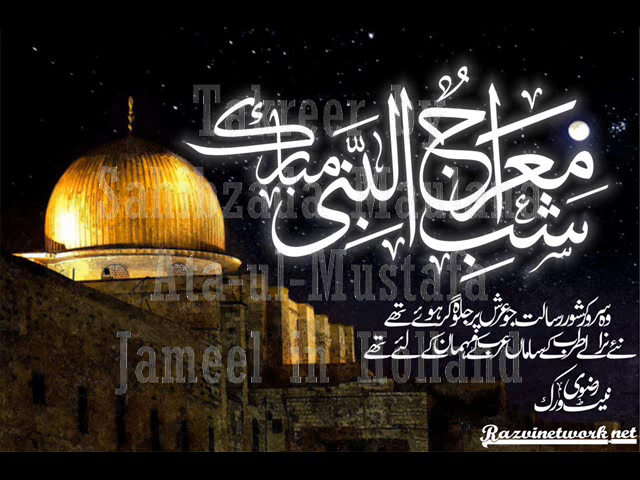 شب معراج النبی مبارک
Takreer by
Sahibzada Maulana
Ata-ul-Mustafa
Jameel in Holland
وہ سرور کشور رسالت جو عرش پر جلوہ گر ہوئے تھے
نئے نرالے طرب کے ساماں عرب کے مہمان کے لئے تھے
رضوی
نیٹ ورک
Razvinetwork net